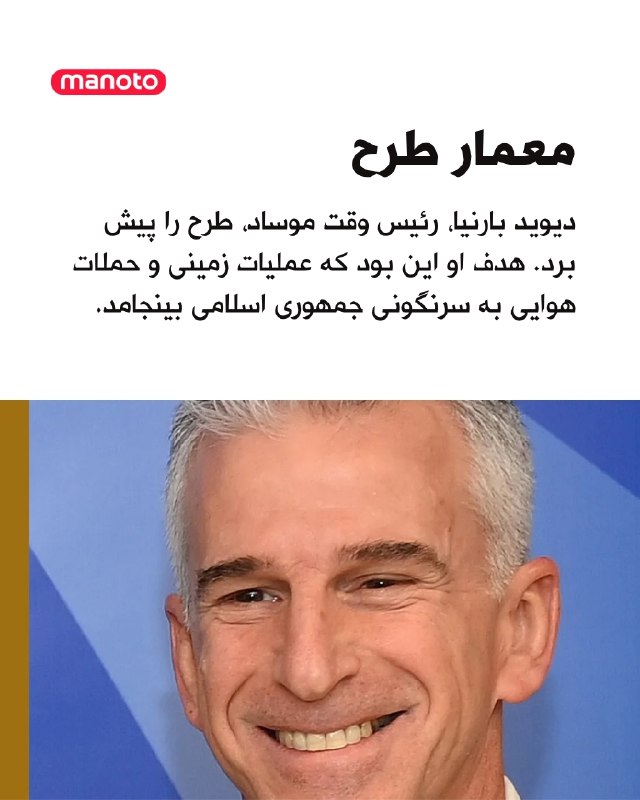 manoto
معمار طرح
دیوید بارنیا، رئیس وقت موساد، طرح را پیش
برد. هدف او این بود که عملیات زمینی و حملات
هوایی به سرنگونی جمهوری اسلامی بینجامد.